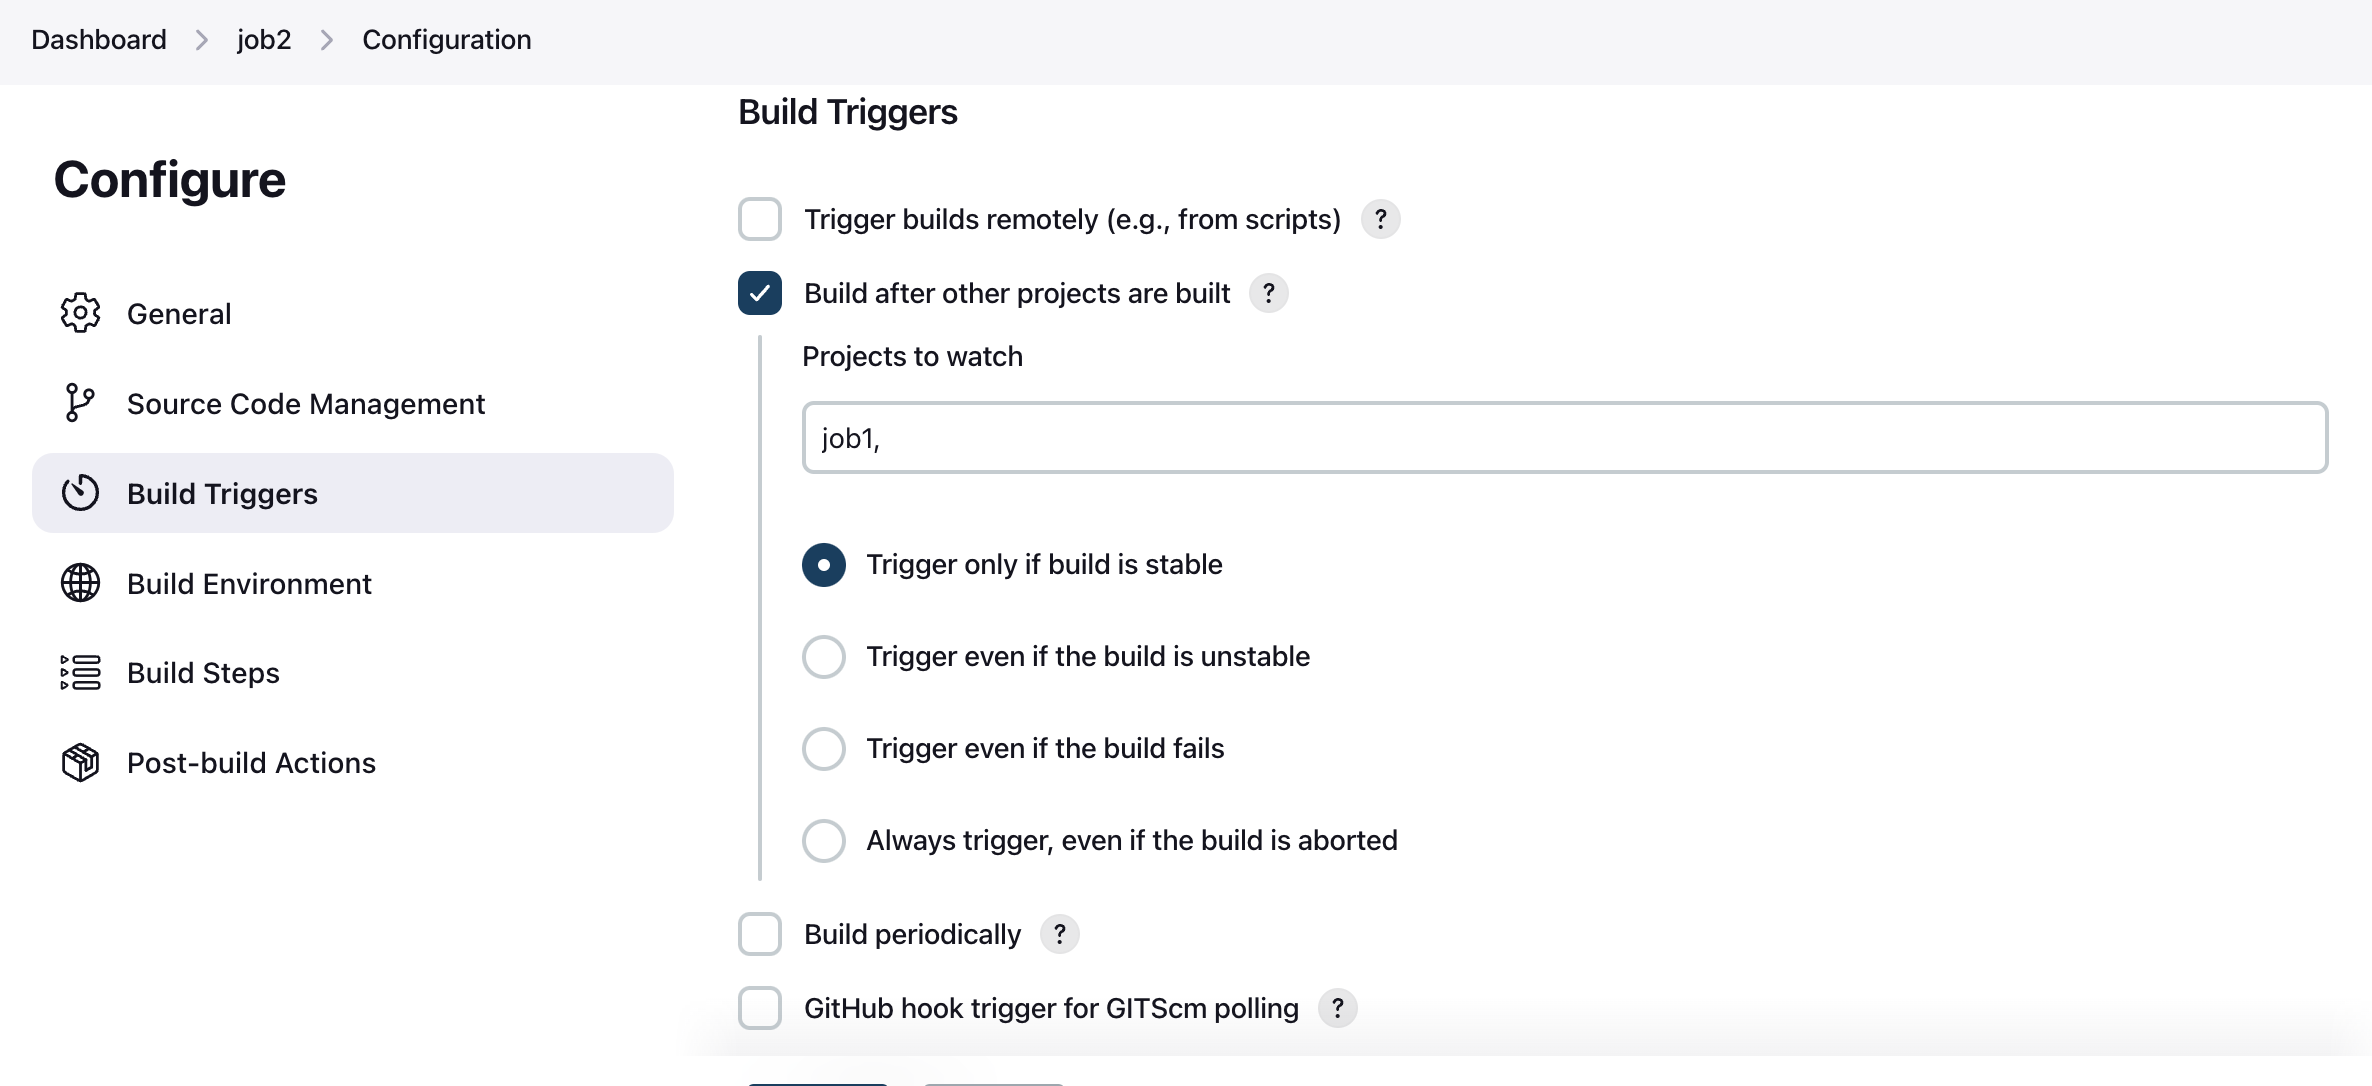 Dashboard > job2 > Configuration
Configure
General
Source Code Management
Build Triggers
Build Environment
Build Steps
Post-build Actions
Build Triggers
Trigger builds remotely (e.g., from scripts) ?
Build after other projects are built ?
Projects to watch
job1,
Trigger only if build is stable
Trigger even if the build is unstable
Trigger even if the build fails
Always trigger, even if the build is aborted
Build periodically ?
GitHub hook trigger for GITScm polling ?